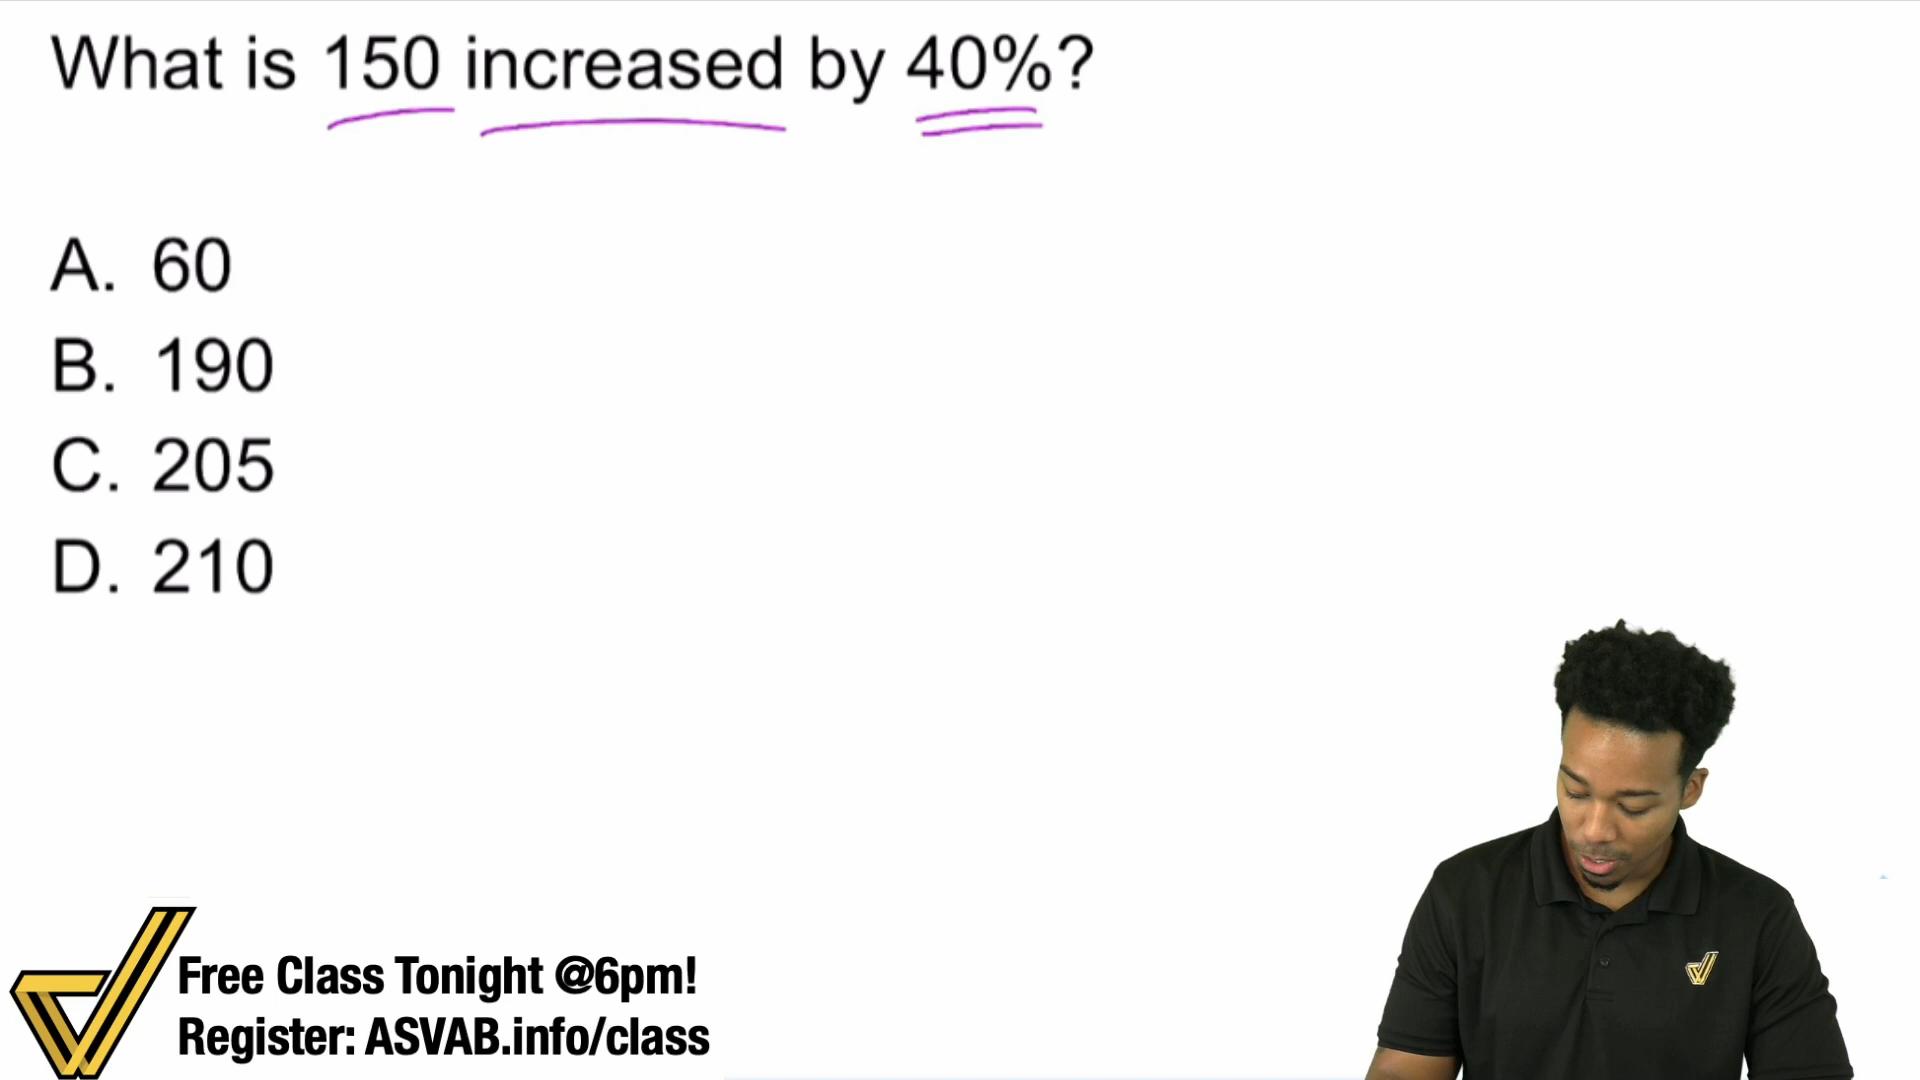 What is 150 increased by 40%?
A. 60
B. 190
C. 205
D. 210
Free Class Tonight @6pm!
Register: ASVAB.info/class